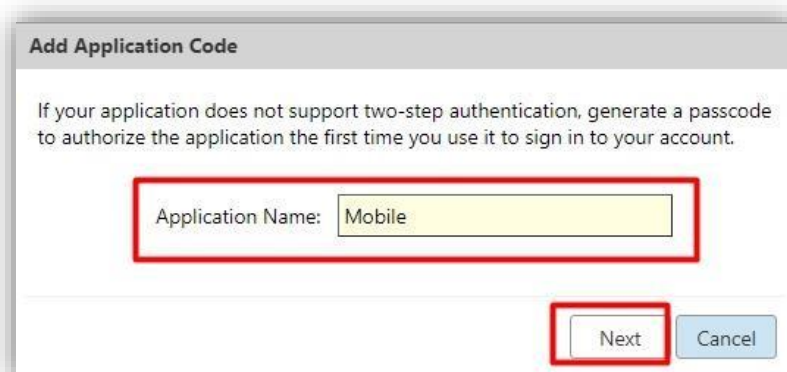 Add Application Code
If your application does not support two-step authentication, generate a passcode
to authorize the application the first time you use it to sign in to your account.
Application Name: Mobile
Next Cancel